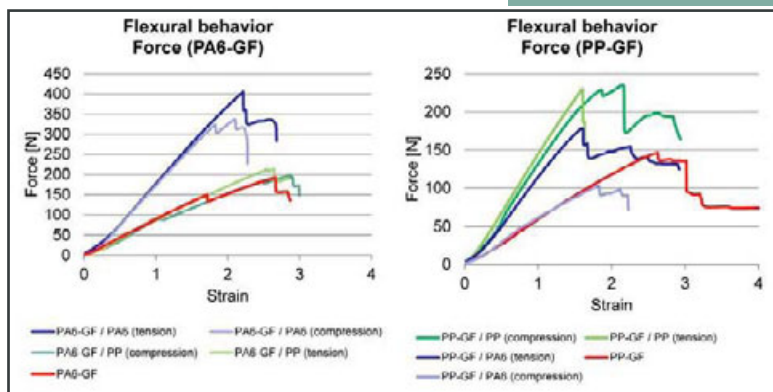 Flexural behavior
Force (PA6-GF)
450
400
350
300
250
200
150
100
50
0
Force [N]
0 1 2 3 4
Strain
PA6-GF / PA6 (tension)
PA6-GF / PA6 (compression)
PA6 GF / PP (compression)
PA6 GF / PP (tension)
PA6-GF
Flexural behavior
Force (PP-GF)
250
200
150
100
50
0
Force [N]
0 1 2 3 4
Strain
PP-GF / PP (compression)
PP-GF / PP (tension)
PP-GF / PA6 (tension)
PP-GF
PP-GF / PA6 (compression)